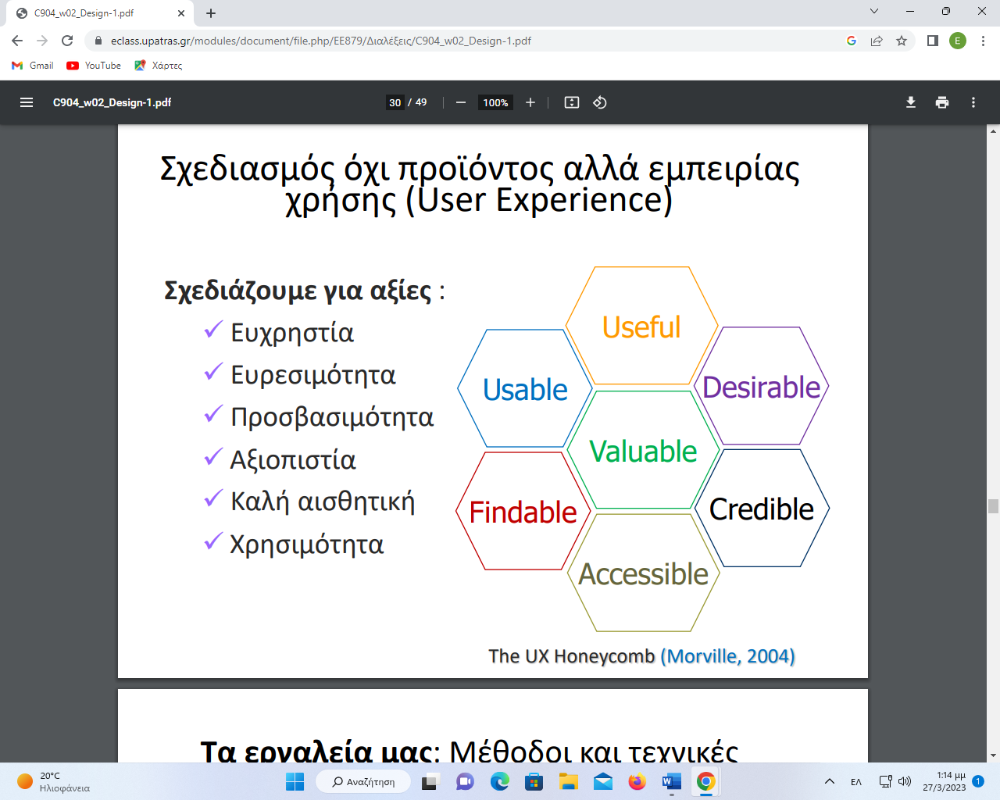 C904_w02_Design-1.pdf
eclass.upatras.gr/modules/document/file.php/EE879/Διαλέξεις/C904_w02_Design-1.pdf
E
Gmail
YouTube
Χάρτες
C904_w02_Design-1.pdf
30 / 49
100%
Σχεδιασμός όχι προϊόντος αλλά εμπειρίας
χρήσης (User Experience)
Σχεδιάζουμε για αξίες :
Ευχρηστία
Ευρεσιμότητα
Προσβασιμότητα
Αξιοπιστία
Καλή αισθητική
Χρησιμότητα
Useful
Usable
Desirable
Valuable
Findable
Credible
Accessible
The UX Honeycomb (Morville, 2004)
Τα εργαλεία μας: Μέθοδοι και τεχνικές
20°C
Ηλιοφάνεια
Αναζήτηση
ΕΛ
1:14 μμ
27/3/2023
1